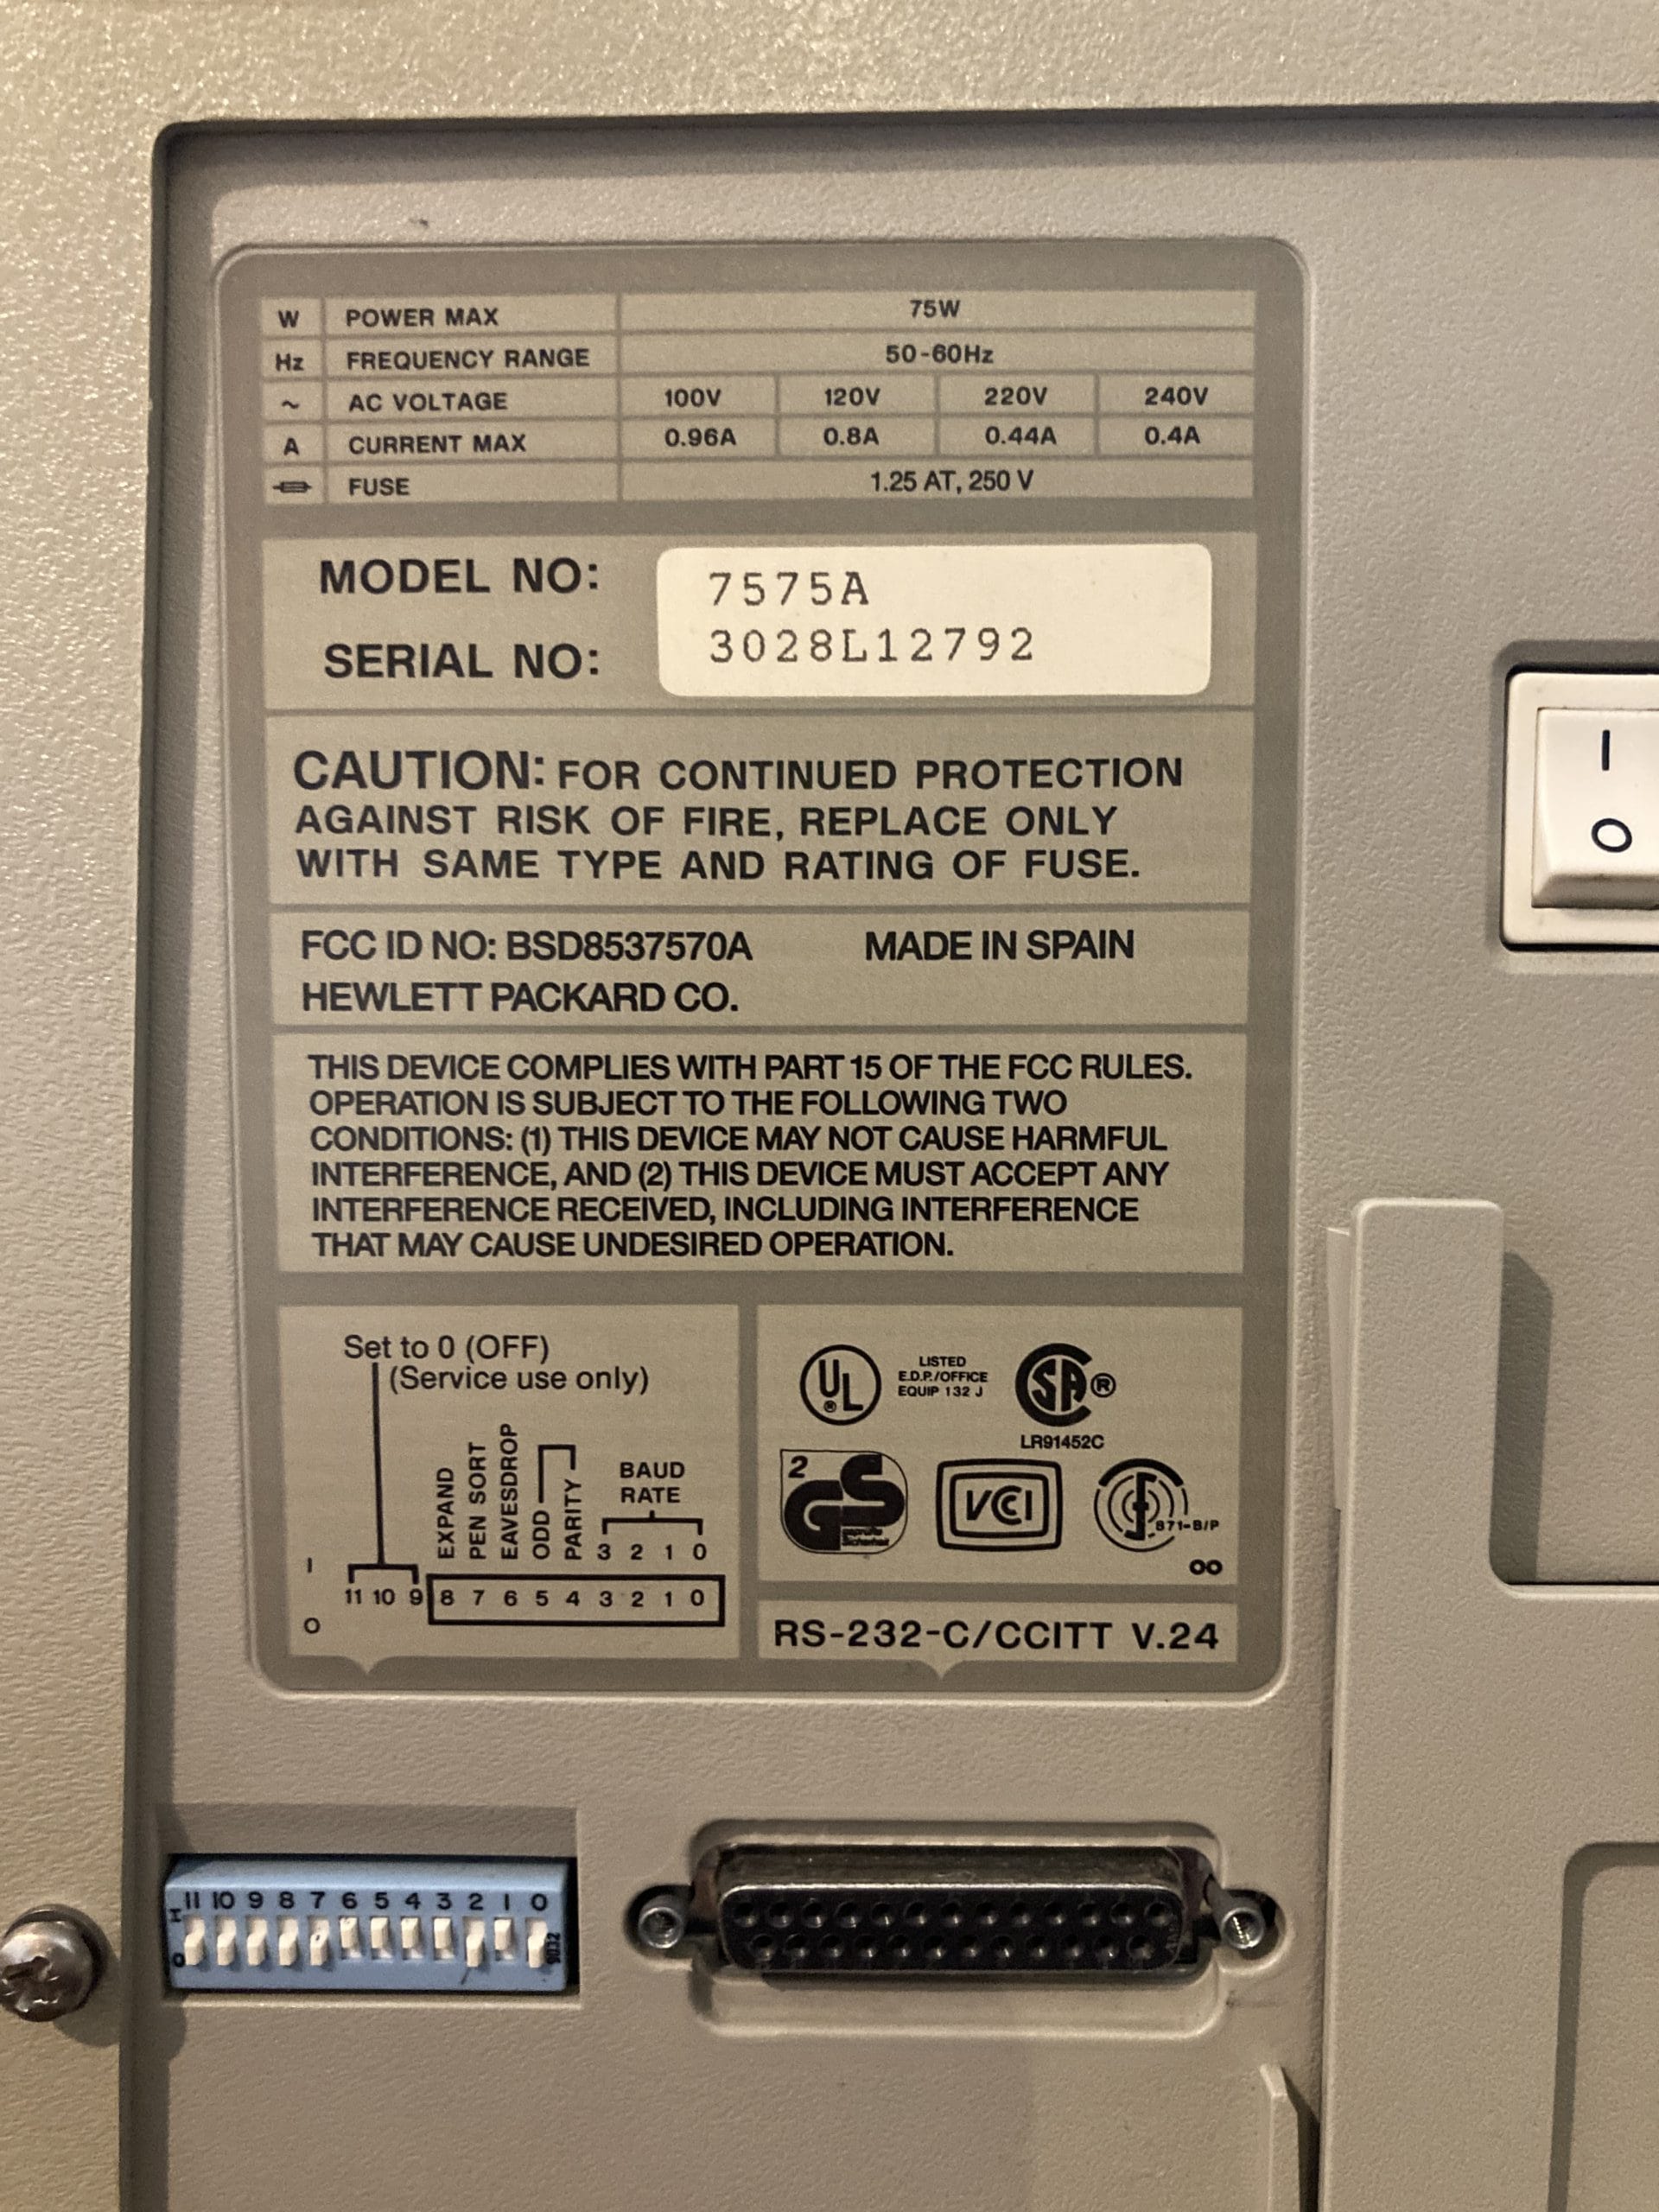 W POWER MAX 75W
Hz FREQUENCY RANGE 50-60Hz
~ AC VOLTAGE 100V 120V 220V 240V
A CURRENT MAX 0.96A 0.8A 0.44A 0.4A
FUSE 1.25 AT, 250 V
MODEL NO: 7575A
SERIAL NO: 3028L12792
CAUTION: FOR CONTINUED PROTECTION
AGAINST RISK OF FIRE, REPLACE ONLY
WITH SAME TYPE AND RATING OF FUSE.
FCC ID NO: BSD8537570A MADE IN SPAIN
HEWLETT PACKARD CO.
THIS DEVICE COMPLIES WITH PART 15 OF THE FCC RULES.
OPERATION IS SUBJECT TO THE FOLLOWING TWO
CONDITIONS: (1) THIS DEVICE MAY NOT CAUSE HARMFUL
INTERFERENCE, AND (2) THIS DEVICE MUST ACCEPT ANY
INTERFERENCE RECEIVED, INCLUDING INTERFERENCE
THAT MAY CAUSE UNDESIRED OPERATION.
Set to 0 (OFF)
(Service use only)
EXPAND
PEN SORT
EAVESDROP
ODD
PARITY
BAUD
RATE
3 2 1 0
I
11 10 9 8 7 6 5 4 3 2 1 0
O
UL ®
LISTED
E.D.P./OFFICE
EQUIP 132 J
SA ®
LR91452C
2 GS
geprüfte
Sicherheit
VCCI
B71-B/P
RS-232-C/CCITT V.24
I
O
11 10 9 8 7 6 5 4 3 2 1 0
I
O
9032